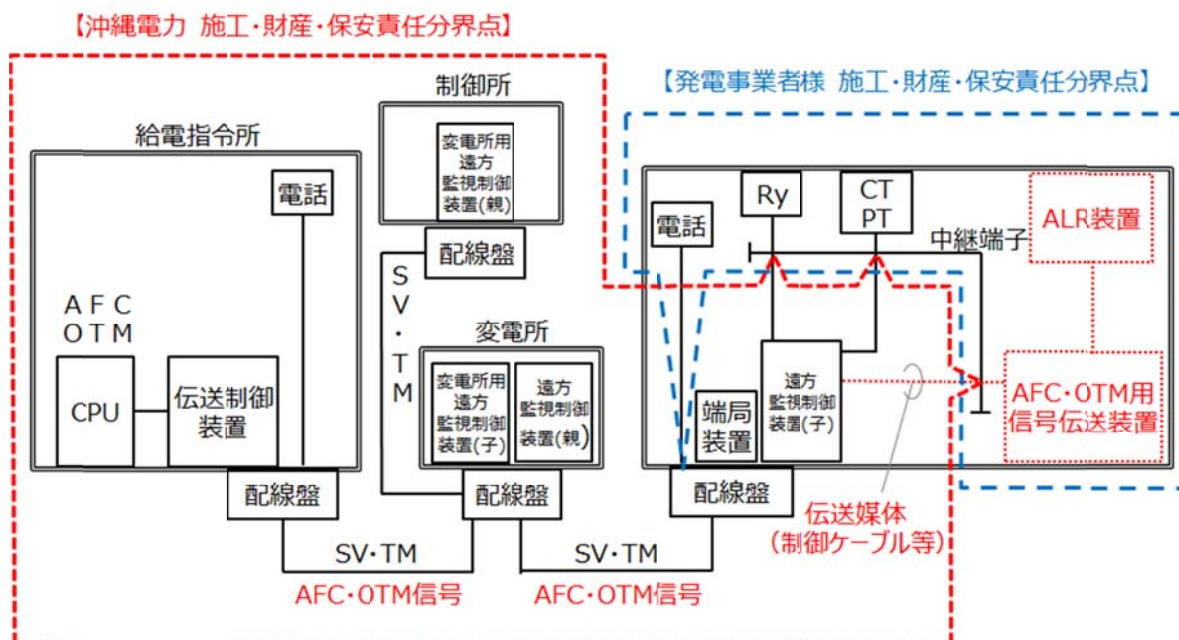 【沖縄電力 施工・財産・保安責任分界点】
【発電事業者様 施工・財産・保安責任分界点】
制御所
変電所用
遠方
監視制御
装置(親)
配線盤
給電指令所
電話
AFC
OTM
CPU
伝送制御
装置
配線盤
SV・TM
変電所
変電所用
遠方
監視制御
装置(子)
遠方
監視制御
装置(親)
配線盤
電話
Ry
CT
PT
中継端子
ALR装置
端局
装置
遠方
監視制御
装置(子)
AFC・OTM用
信号伝送装置
配線盤
伝送媒体
（制御ケーブル等）
SV・TM
AFC・OTM信号
SV・TM
AFC・OTM信号